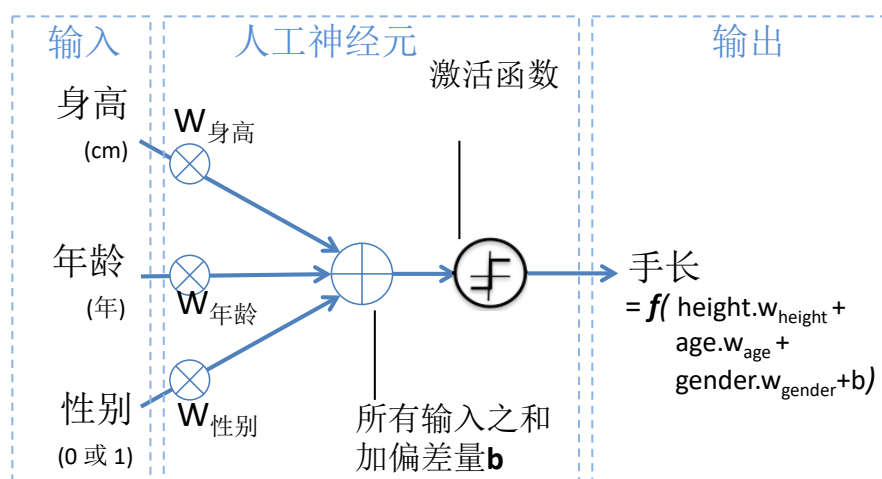 输入
身高
(cm)
年龄
(年)
性别
(0 或 1)
人工神经元
激活函数
W身高
W年龄
W性别
所有输入之和
加偏差量b
输出
手长
= f( height.wheight +
age.wage +
gender.wgender+b)